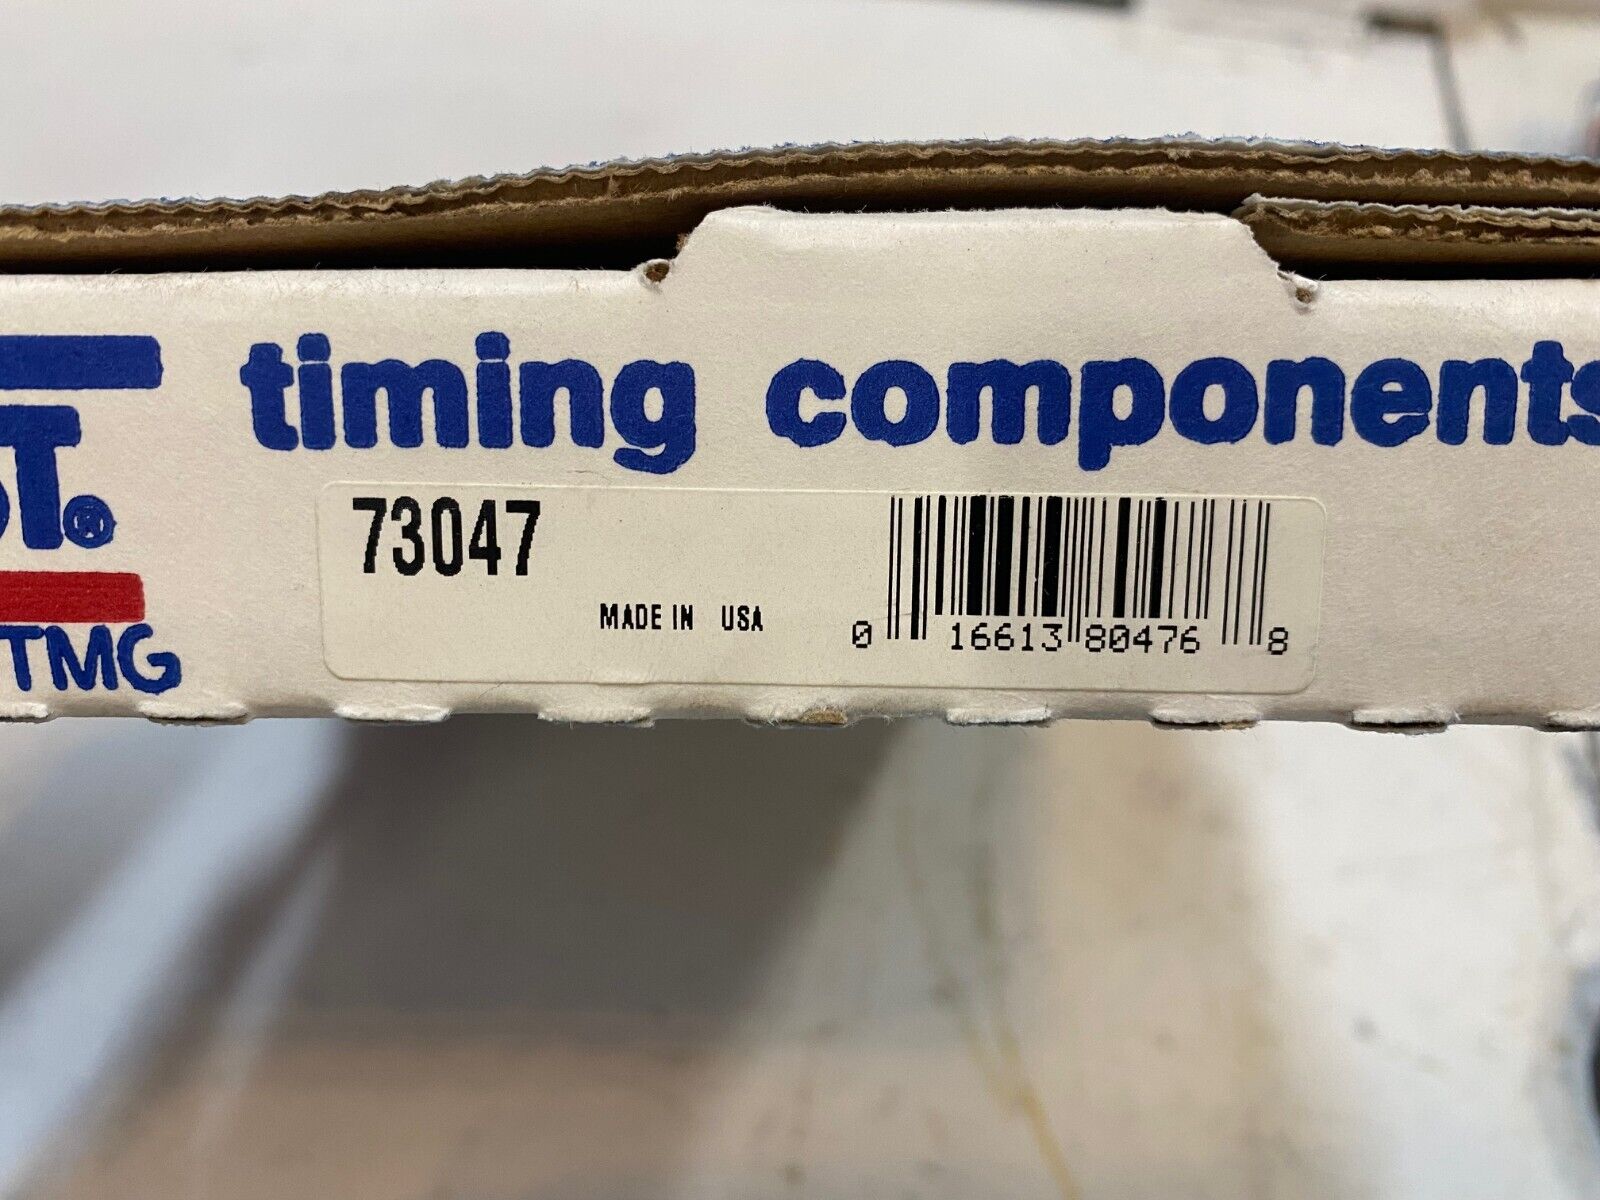 timing components
T®
TMG
73047
MADE IN USA
0 16613 80476 8